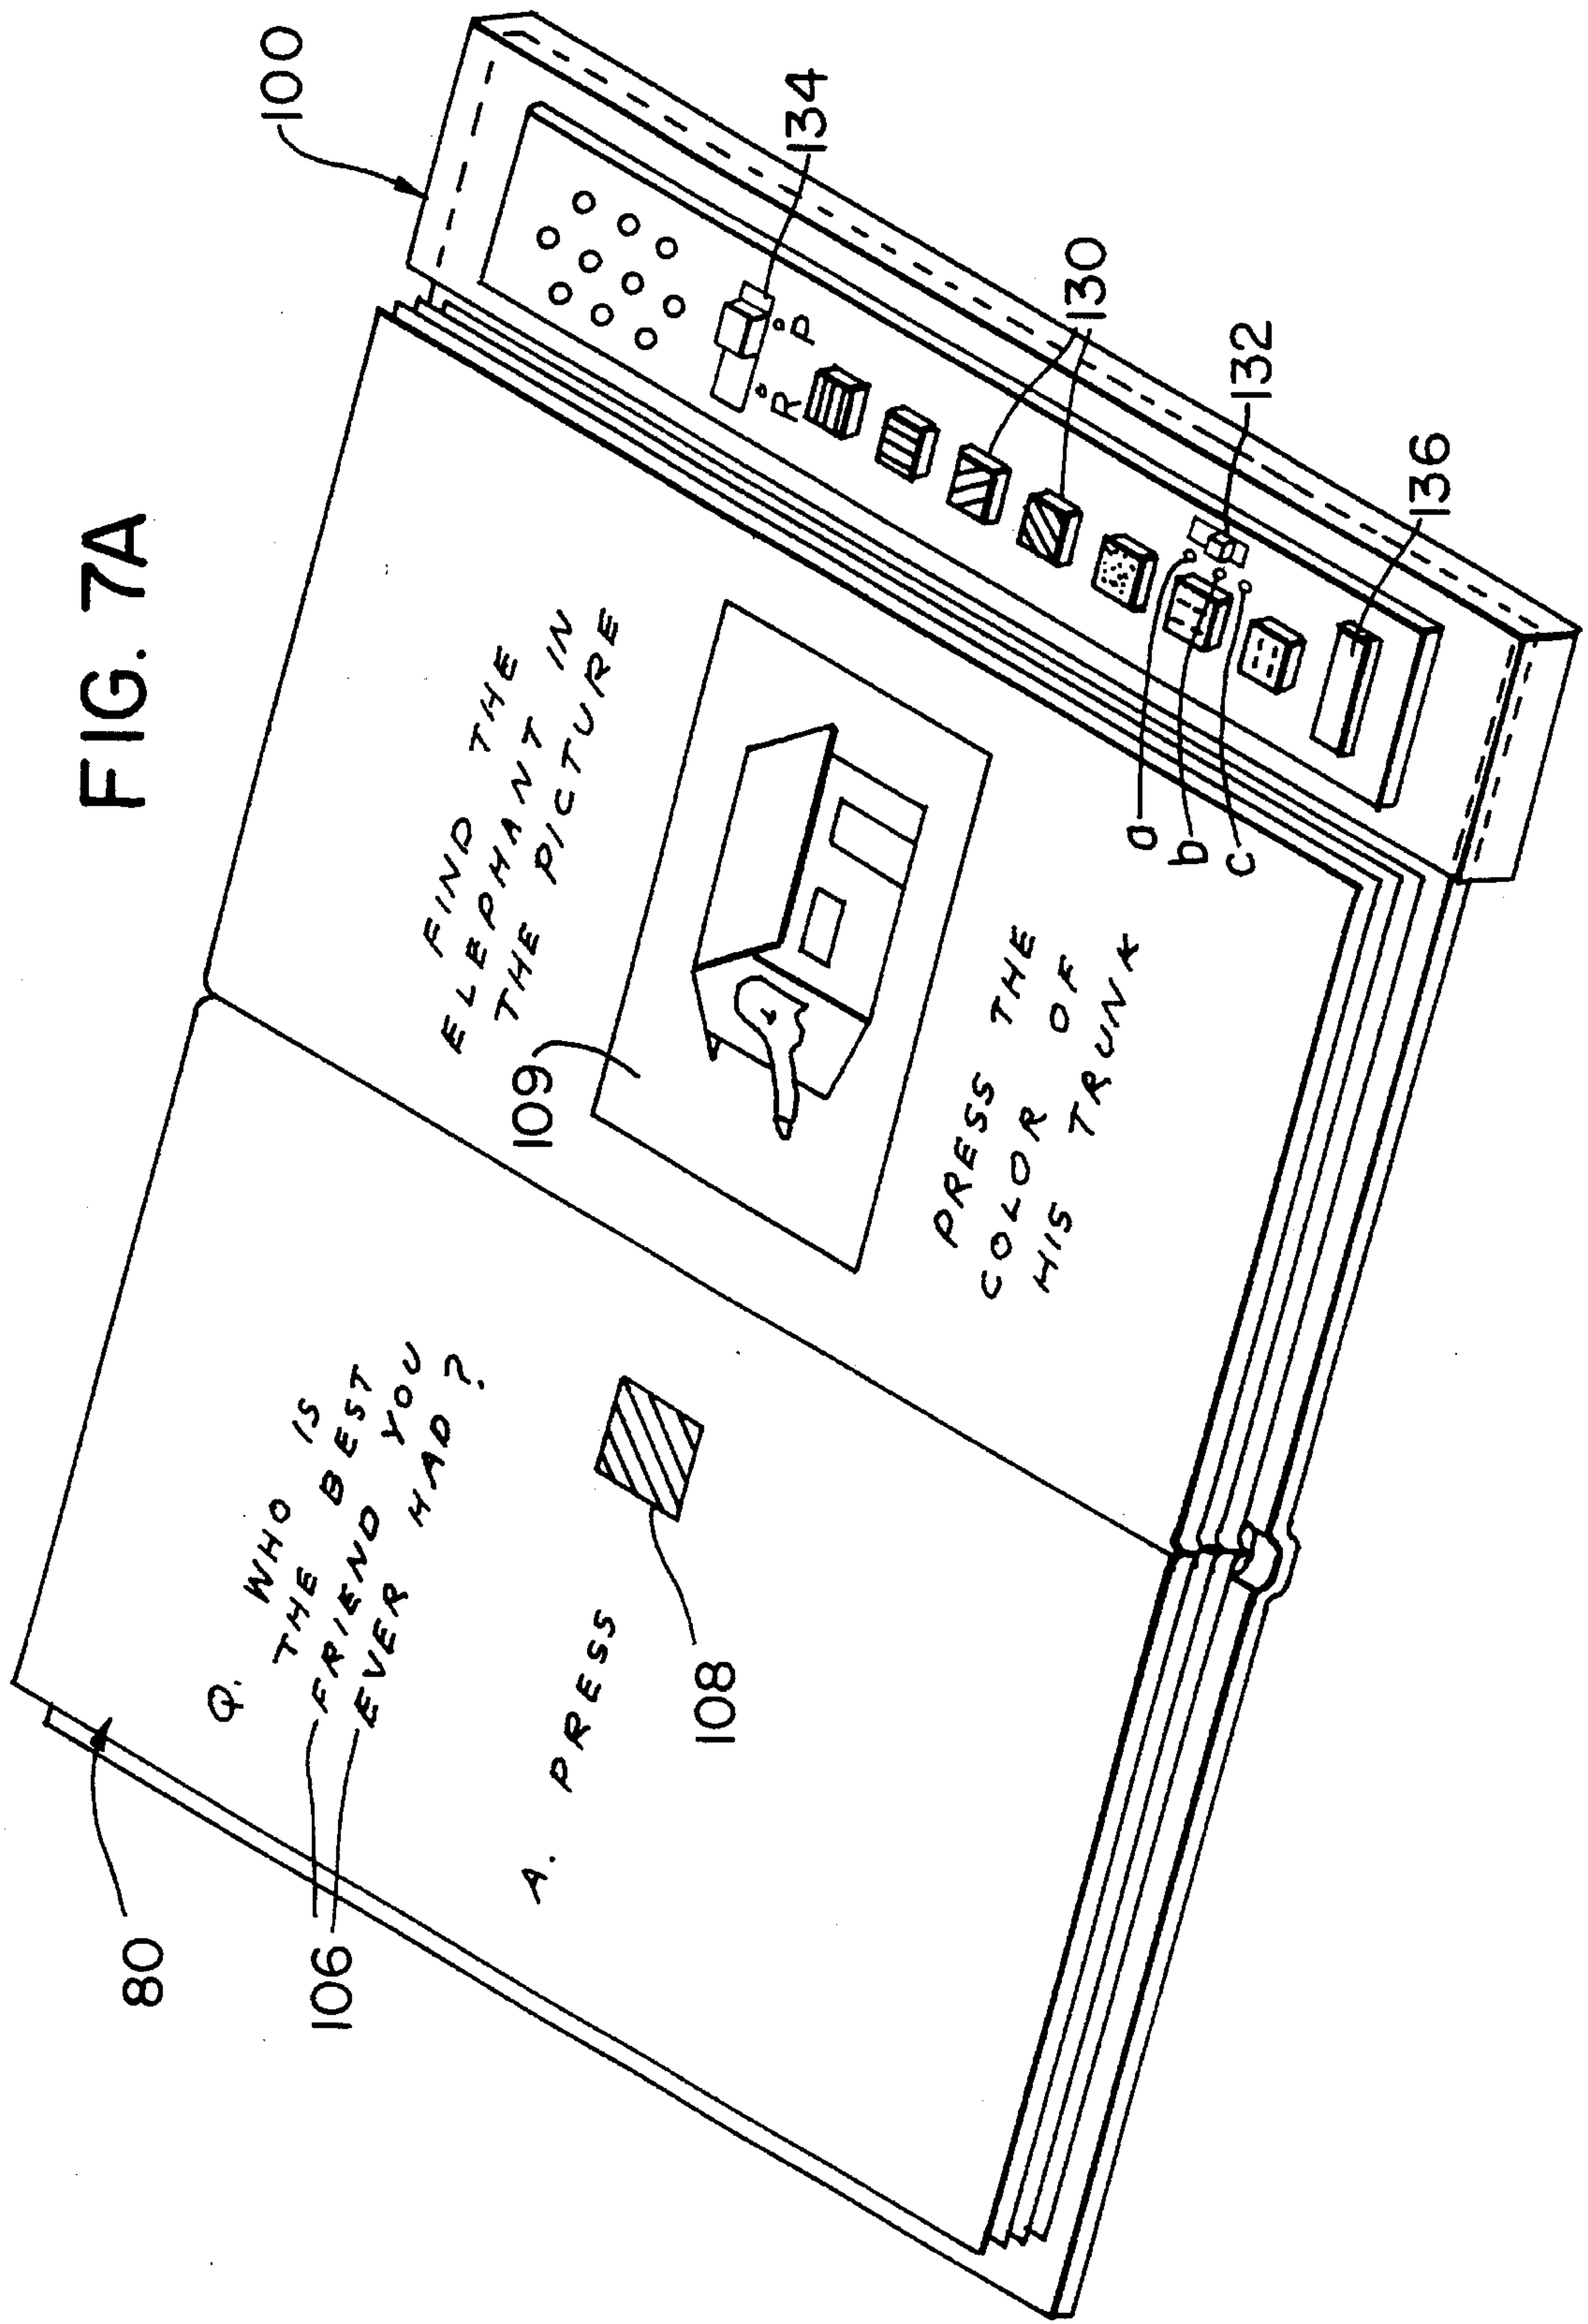 FIG. 7A
100
134
130
132
136
R
P
a
b
c
80
106
Q. WHO IS
THE BEST
FRIEND YOU
EVER HAD?
A. PRESS
108
FIND THE
ELEPHANT IN
THE PICTURE
109
PRESS THE
COLOR OF
HIS TRUNK